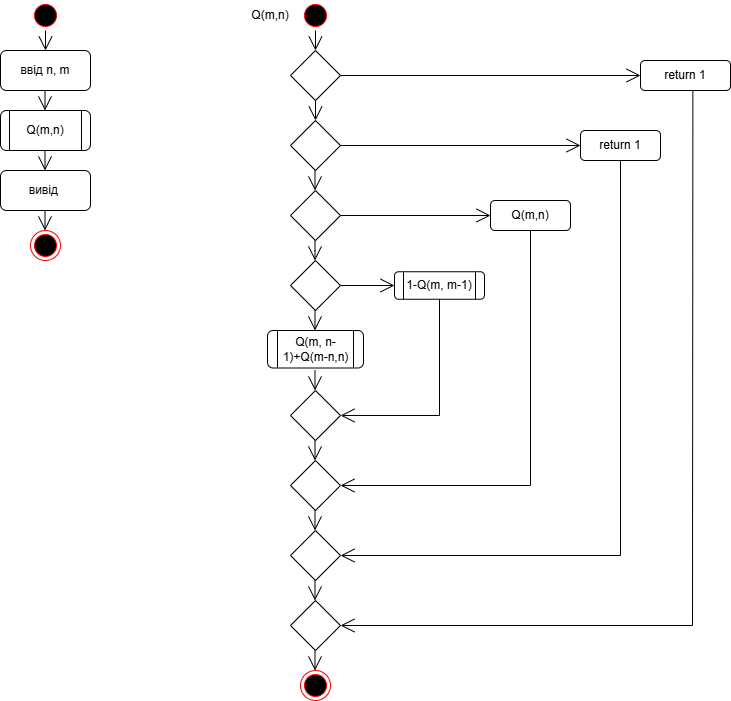 ввід n, m
Q(m,n)
вивід
Q(m,n)
return 1
return 1
Q(m,n)
1-Q(m, m-1)
Q(m, n-
1)+Q(m-n,n)